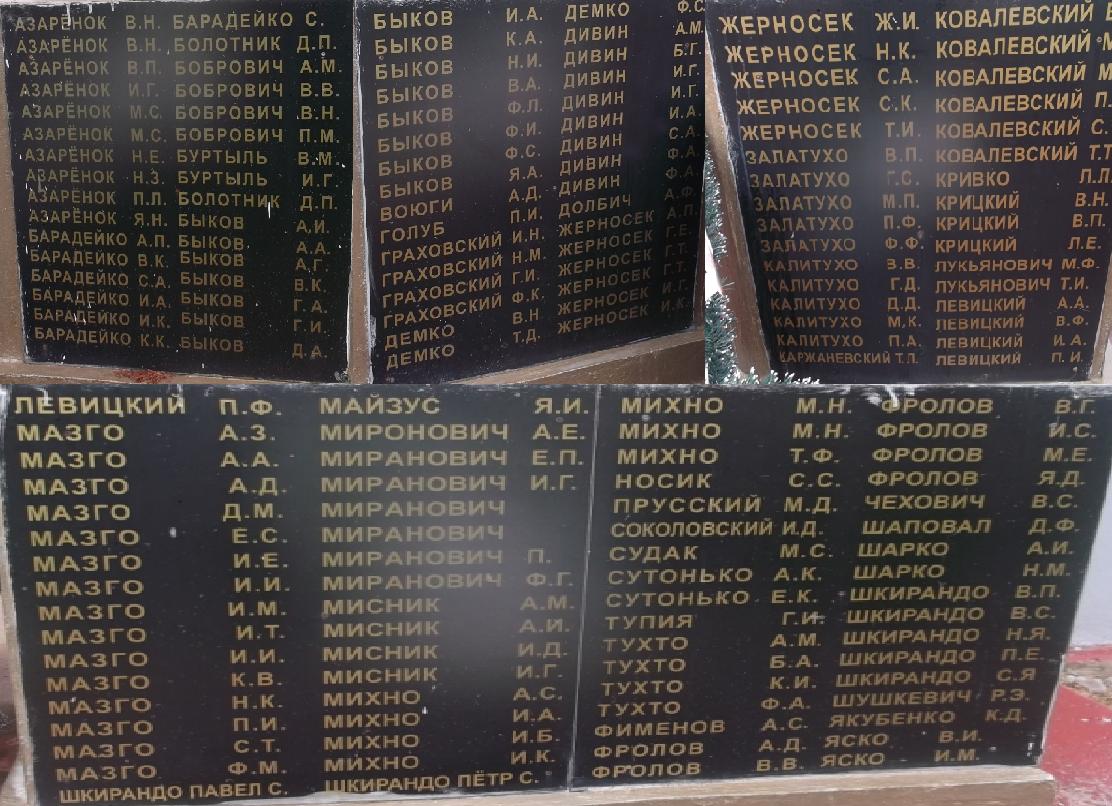 АЗАРЁНОК В.Н. БАРАДЕЙКО С.
АЗАРЁНОК В.Н. БОЛОТНИК Д.П.
АЗАРЁНОК В.П. БОБРОВИЧ А.М.
АЗАРЁНОК И.Г. БОБРОВИЧ В.В.
АЗАРЁНОК М.С. БОБРОВИЧ В.Н.
АЗАРЁНОК М.С. БОБРОВИЧ П.М.
АЗАРЁНОК Н.Е. БУРТЫЛЬ В.М.
АЗАРЁНОК Н.З. БУРТЫЛЬ И.Г.
АЗАРЁНОК П.Л. БОЛОТНИК Д.П.
АЗАРЁНОК Я.Н. БЫКОВ А.И.
БАРАДЕЙКО А.П. БЫКОВ А.А.
БАРАДЕЙКО В.К. БЫКОВ А.Г.
БАРАДЕЙКО С.А. БЫКОВ В.К.
БАРАДЕЙКО И.А. БЫКОВ Г.А.
БАРАДЕЙКО И.К. БЫКОВ Г.И.
БАРАДЕЙКО К.К. БЫКОВ Д.А.
БЫКОВ И.А. ДЕМКО Ф.С.
БЫКОВ К.А. ДИВИН А.М.
БЫКОВ Н.И. ДИВИН Б.Г.
БЫКОВ В.А. ДИВИН И.Г.
БЫКОВ Ф.Л. ДИВИН И.Г.
БЫКОВ Ф.И. ДИВИН И.А.
БЫКОВ Ф.С. ДИВИН С.А.
БЫКОВ Я.А. ДИВИН Ф.А.
ВОЮГИ А.Д. ДИВИН Ф.А.
ГОЛУБ П.И. ДОЛБИЧ А.Ф.
ГРАХОВСКИЙ И.Н. ЖЕРНОСЕК А.П.
ГРАХОВСКИЙ Н.М. ЖЕРНОСЕК Г.Е.
ГРАХОВСКИЙ Г.И. ЖЕРНОСЕК Г.Т.
ГРАХОВСКИЙ Ф.К. ЖЕРНОСЕК Г.Т.
ДЕМКО В.Н ЖЕРНОСЕК И.Г.
ДЕМКО Т.Д. ЖЕРНОСЕК И.К.
ЖЕРНОСЕК Ж.И. КОВАЛЕВСКИЙ
ЖЕРНОСЕК Н.К. КОВАЛЕВСКИЙ М
ЖЕРНОСЕК С.А. КОВАЛЕВСКИЙ М
ЖЕРНОСЕК С.К. КОВАЛЕВСКИЙ П.
ЖЕРНОСЕК Т.И. КОВАЛЕВСКИЙ С.
ЗАПАТУХО В.П. КОВАЛЕВСКИЙ Т.Т
ЗАЛАТУХО Г.С. КРИВКО Л.П
ЗАЛАТУХО М.П. КРИЦКИЙ В.Н.
ЗАЛАТУХО П.Ф. КРИЦКИЙ В.П.
ЗАЛАТУХО Ф.Ф. КРИЦКИЙ Л.Е.
КАЛИТУХО В.В. ЛУКЬЯНОВИЧ М.Ф.
КАЛИТУХО Г.Д. ЛУКЬЯНОВИЧ Т.И.
КАЛИТУХО Д.Д. ЛЕВИЦКИЙ А.А.
КАЛИТУХО М.К. ЛЕВИЦКИЙ В.Ф.
КАЛИТУХО П.А. ЛЕВИЦКИЙ И.А.
КАРЖАНЕВСКИЙ Т.Л. ЛЕВИЦКИЙ П.И.
ЛЕВИЦКИЙ П.Ф. МАЙЗУС Я.И.
МАЗГО А.З. МИРОНОВИЧ А.Е.
МАЗГО А.А. МИРАНОВИЧ Е.П.
МАЗГО А.Д. МИРАНОВИЧ И.Г.
МАЗГО Д.М. МИРАНОВИЧ
МАЗГО Е.С. МИРАНОВИЧ
МАЗГО И.Е. МИРАНОВИЧ П.
МАЗГО И.И. МИРАНОВИЧ Ф.Г.
МАЗГО И.М. МИСНИК А.М.
МАЗГО И.Т. МИСНИК А.И.
МАЗГО И.И. МИСНИК И.Д.
МАЗГО К.В. МИСНИК И.Г.
МАЗГО Н.К. МИХНО А.С.
МАЗГО П.И. МИХНО И.А.
МАЗГО С.Т. МИХНО И.Б.
МАЗГО Ф.М. МИХНО И.К.
ШКИРАНДО ПАВЕЛ С. ШКИРАНДО ПЁТР С.
МИХНО М.Н. ФРОЛОВ В.Г.
МИХНО М.Н. ФРОЛОВ И.С.
МИХНО Т.Ф. ФРОЛОВ М.Е.
НОСИК С.С. ФРОЛОВ Я.Д.
ПРУССКИЙ М.Д. ЧЕХОВИЧ В.С.
СОКОЛОВСКИЙ И.Д. ШАПОВАЛ Д.Ф.
СУДАК М.С. ШАРКО А.И.
СУТОНЬКО А.К. ШАРКО Н.М.
СУТОНЬКО Е.К. ШКИРАНДО В.П.
ТУПИЯ Г.И. ШКИРАНДО В.С.
ТУХТО А.М. ШКИРАНДО Н.Я.
ТУХТО Б.А. ШКИРАНДО П.Е.
ТУХТО К.И. ШКИРАНДО С.Я
ТУХТО Ф.А. ШУШКЕВИЧ Р.Э.
ФИМЕНОВ А.С. ЯКУБЕНКО К.Д.
ФРОЛОВ А.Д. ЯСКО В.И.
ФРОЛОВ В.В. ЯСКО И.М.